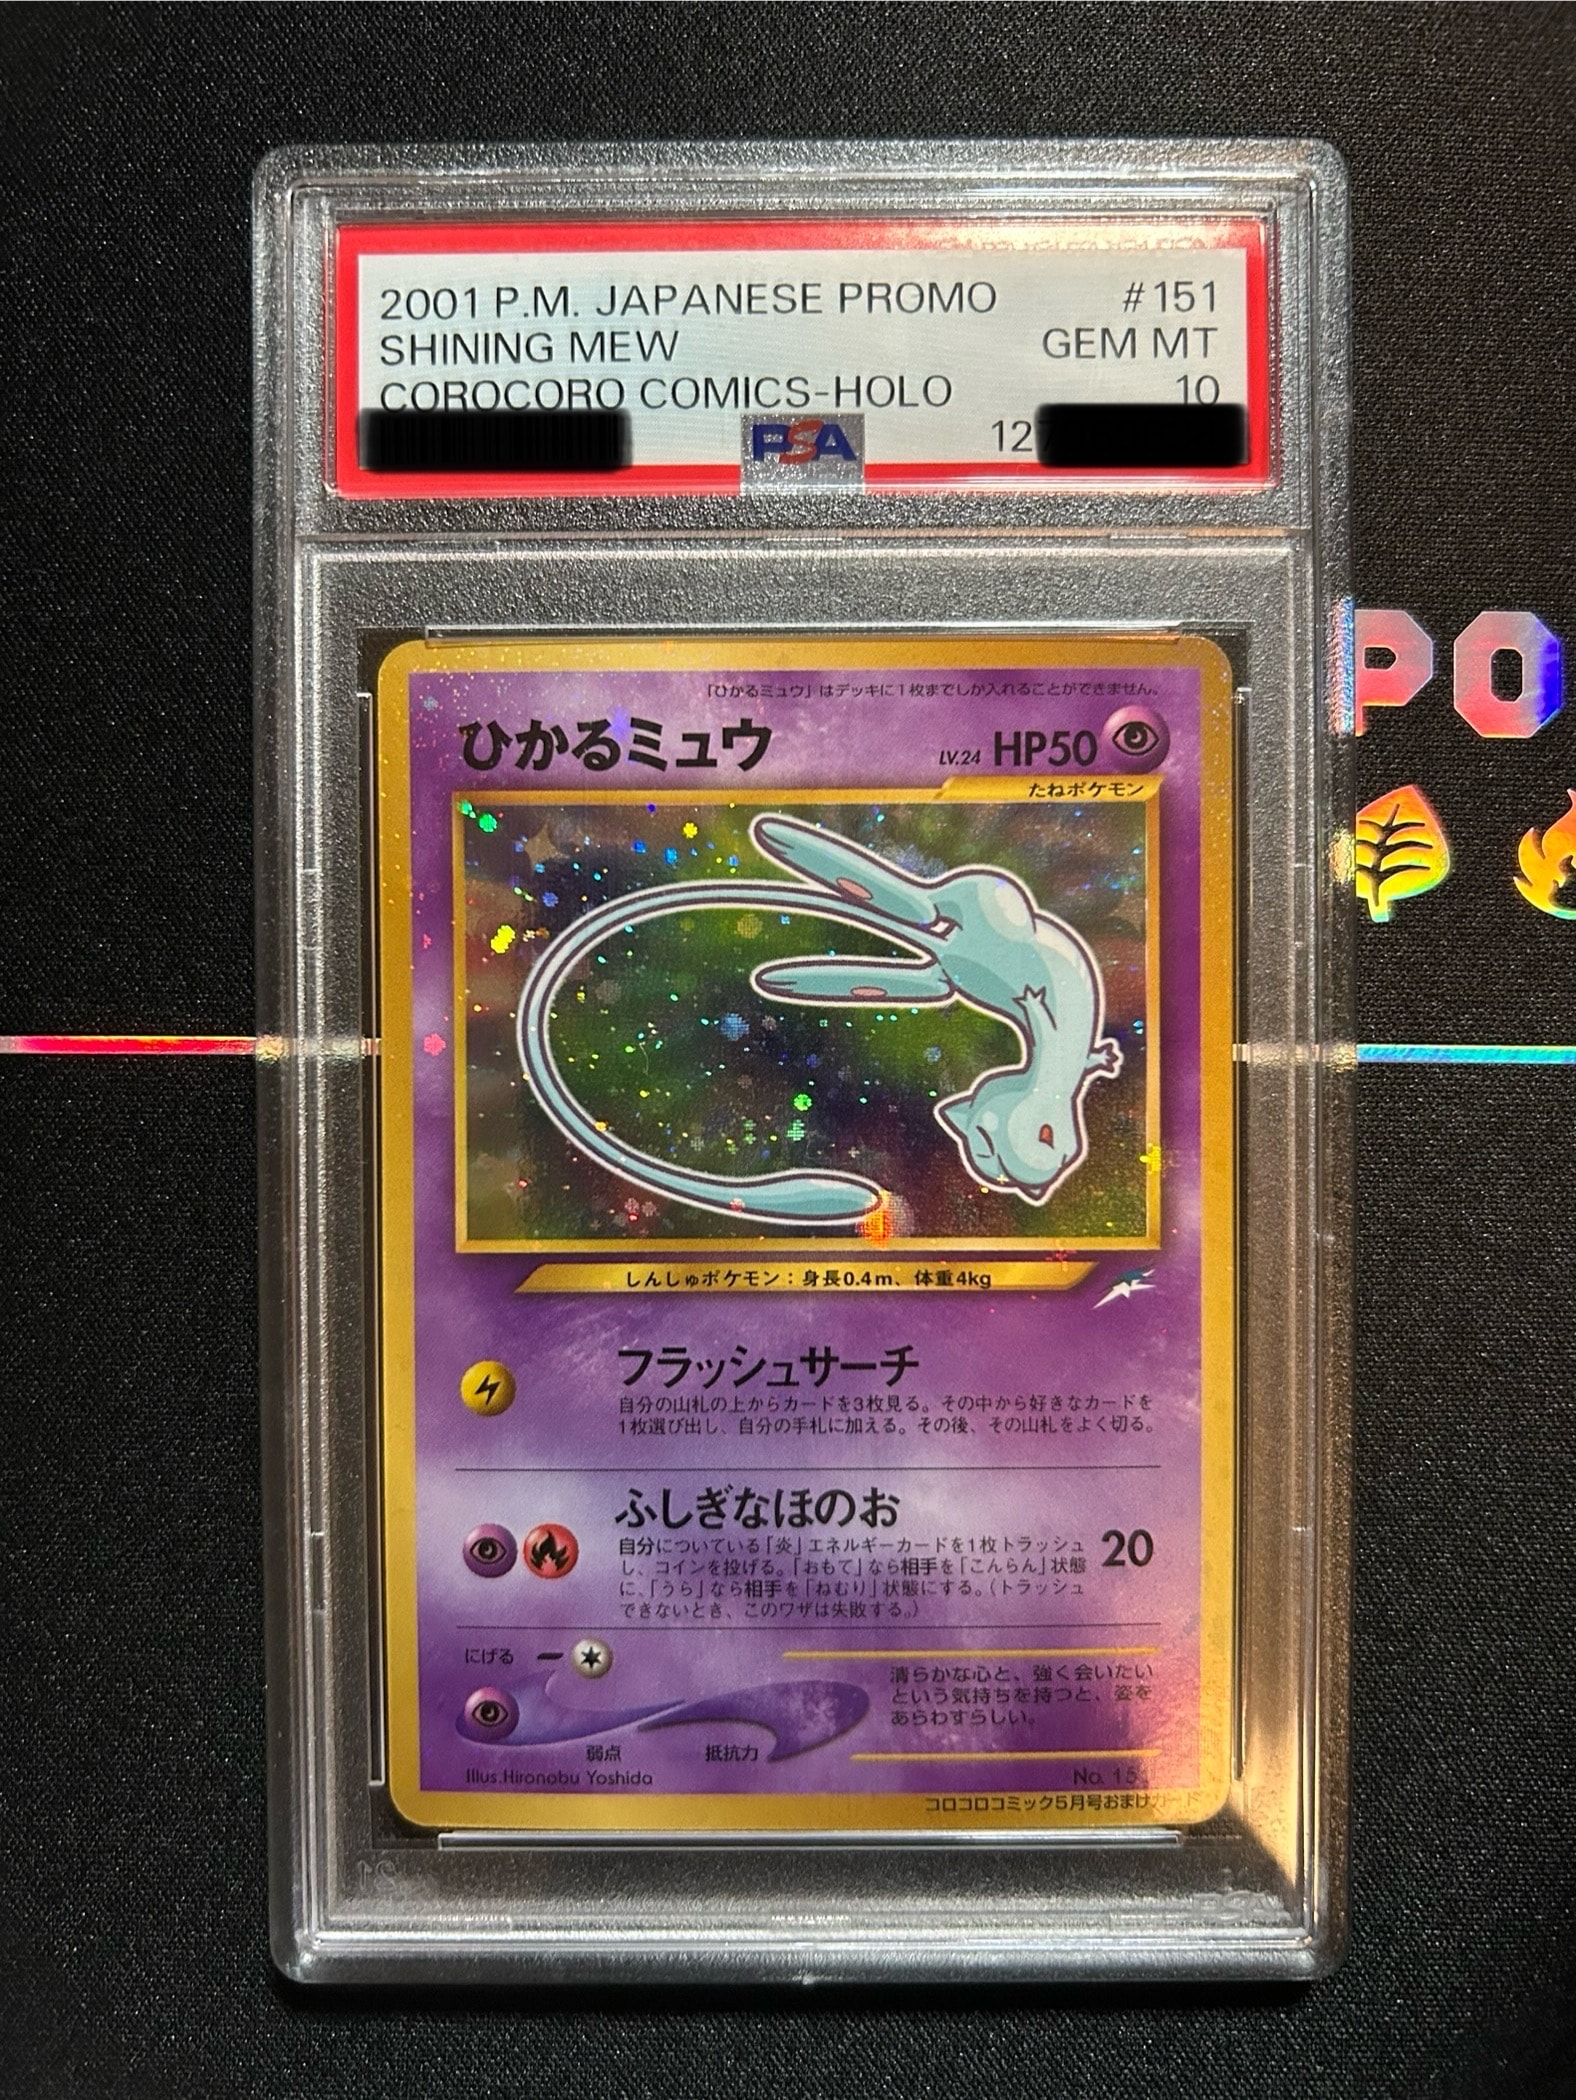 2001 P.M. JAPANESE PROMO #151
SHINING MEW GEM MT
COROCORO COMICS-HOLO 10
PSA 12
PO
「ひかるミュウ」はデッキに1枚までしか入れることができません。
ひかるミュウ LV.24 HP50
たねポケモン
しんしゅポケモン：身長0.4m、体重4kg
フラッシュサーチ
自分の山札の上からカードを3枚見る。その中から好きなカードを
1枚選び出し、自分の手札に加える。その後、その山札をよく切る。
ふしぎなほのお 20
自分についている「炎」エネルギーカードを1枚トラッシュ
し、コインを投げる。「おもて」なら相手を「こんらん」状態
に、「うら」なら相手を「ねむり」状態にする。（トラッシュ
できないとき、このワザは失敗する。）
にげる
清らかな心と、強く会いたい
という気持ちを持つと、姿を
あらわすらしい。
弱点 抵抗力
Illus.Hironobu Yoshida No. 15
コロコロコミック5月号おまけカード